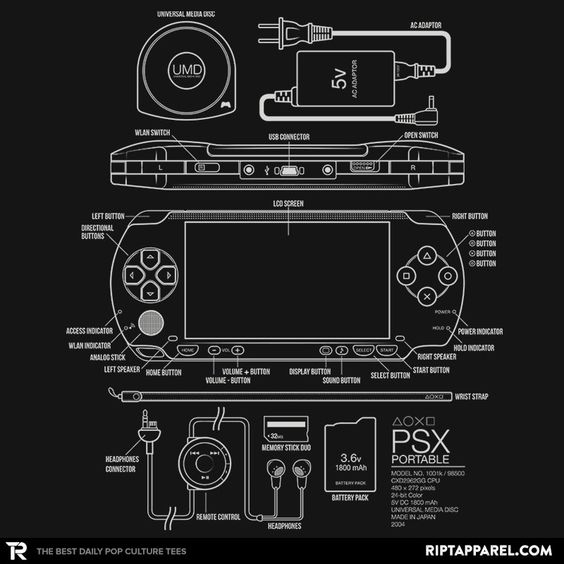 UNIVERSAL MEDIA DISC
UMD
AC ADAPTOR
5V
AC ADAPTOR
WLAN SWITCH
USB CONNECTOR
OPEN SWITCH
L
OPEN
R
LCD SCREEN
LEFT BUTTON
RIGHT BUTTON
DIRECTIONAL
BUTTONS
BUTTON
BUTTON
BUTTON
BUTTON
POWER
HOLD
ACCESS INDICATOR
POWER INDICATOR
WLAN INDICATOR
HOLD INDICATOR
ANALOG STICK
RIGHT SPEAKER
LEFT SPEAKER
HOME
VOL
SELECT
START
HOME BUTTON
VOLUME + BUTTON
VOLUME - BUTTON
DISPLAY BUTTON
SOUND BUTTON
SELECT BUTTON
START BUTTON
WRIST STRAP
HEADPHONES
CONNECTOR
REMOTE CONTROL
32MB
MEMORY STICK DUO
HEADPHONES
3.6v
1800 mAh
BATTERY PACK
BATTERY PACK
PSX
PORTABLE
MODEL NO. 1001k / 98500
CXD2962GG CPU
480 × 272 pixels
24-bit Color
5V DC 1800 mAh
UNIVERSAL MEDIA DISC
MADE IN JAPAN
2004
THE BEST DAILY POP CULTURE TEES
RIPTAPPAREL.COM